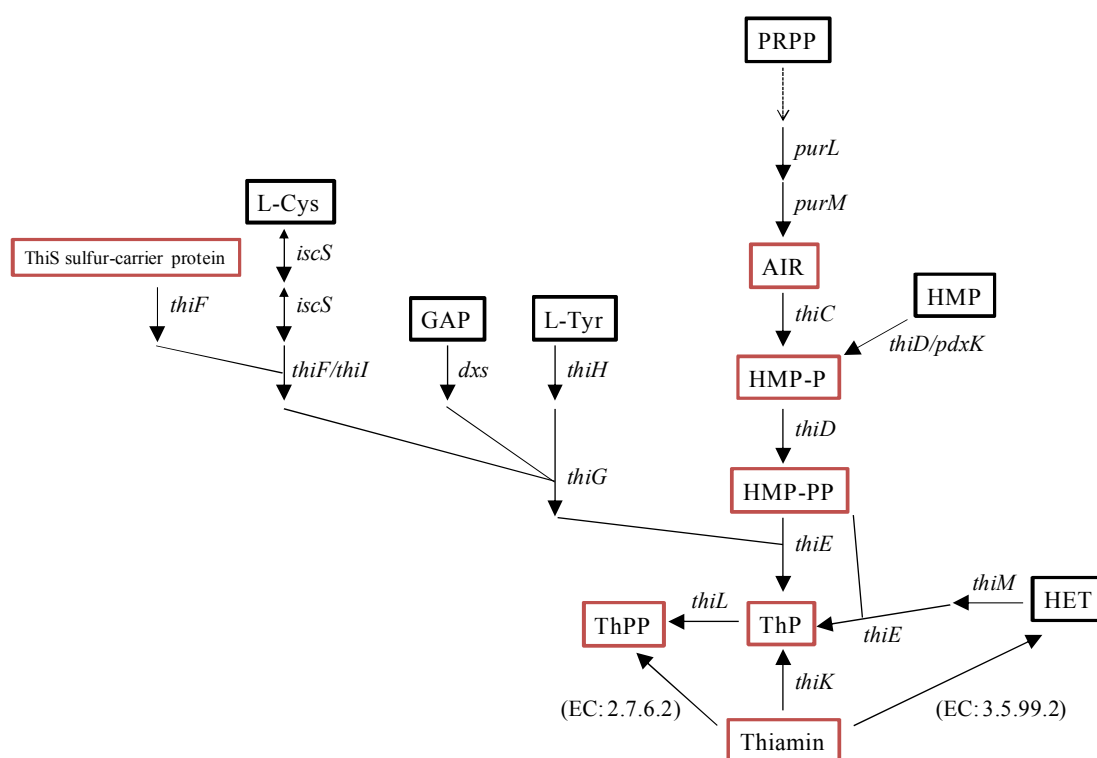 PRPP
purL
purM
L-Cys
ThiS sulfur-carrier protein
iscS
AIR
thiF
iscS
GAP
L-Tyr
thiC
HMP
thiD/pdxK
thiF/thiI
dxs
thiH
HMP-P
thiD
thiG
HMP-PP
thiE
thiM
HET
thiL
ThPP
ThP
thiE
thiK
(EC: 2.7.6.2)
(EC: 3.5.99.2)
Thiamin